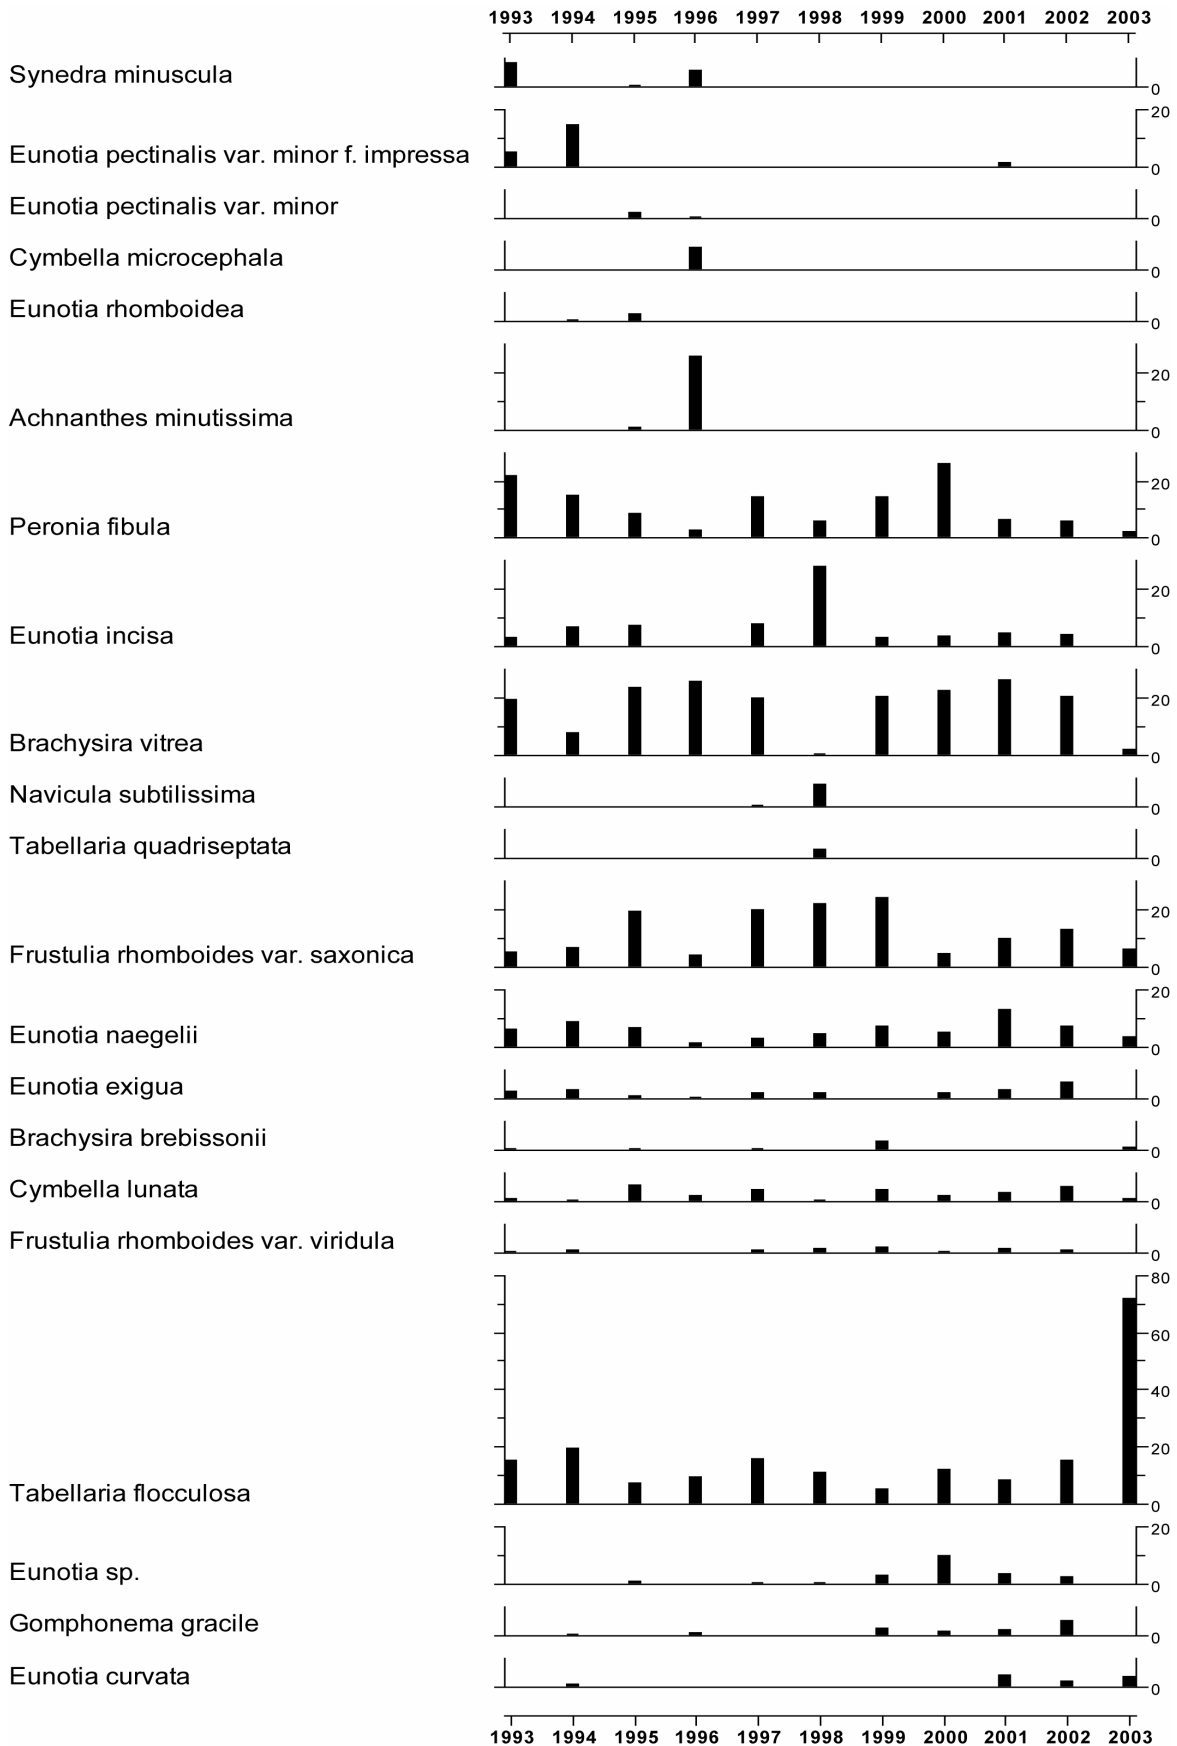 1993 1994 1995 1996 1997 1998 1999 2000 2001 2002 2003
Synedra minuscula
0
20
Eunotia pectinalis var. minor f. impressa
0
Eunotia pectinalis var. minor
0
Cymbella microcephala
0
Eunotia rhomboidea
0
20
Achnanthes minutissima
0
20
Peronia fibula
0
20
Eunotia incisa
0
20
Brachysira vitrea
0
Navicula subtilissima
0
Tabellaria quadriseptata
0
20
Frustulia rhomboides var. saxonica
0
20
Eunotia naegelii
0
Eunotia exigua
0
Brachysira brebissonii
0
Cymbella lunata
0
Frustulia rhomboides var. viridula
0
80
60
40
20
Tabellaria flocculosa
0
20
Eunotia sp.
0
Gomphonema gracile
0
Eunotia curvata
0
1993 1994 1995 1996 1997 1998 1999 2000 2001 2002 2003